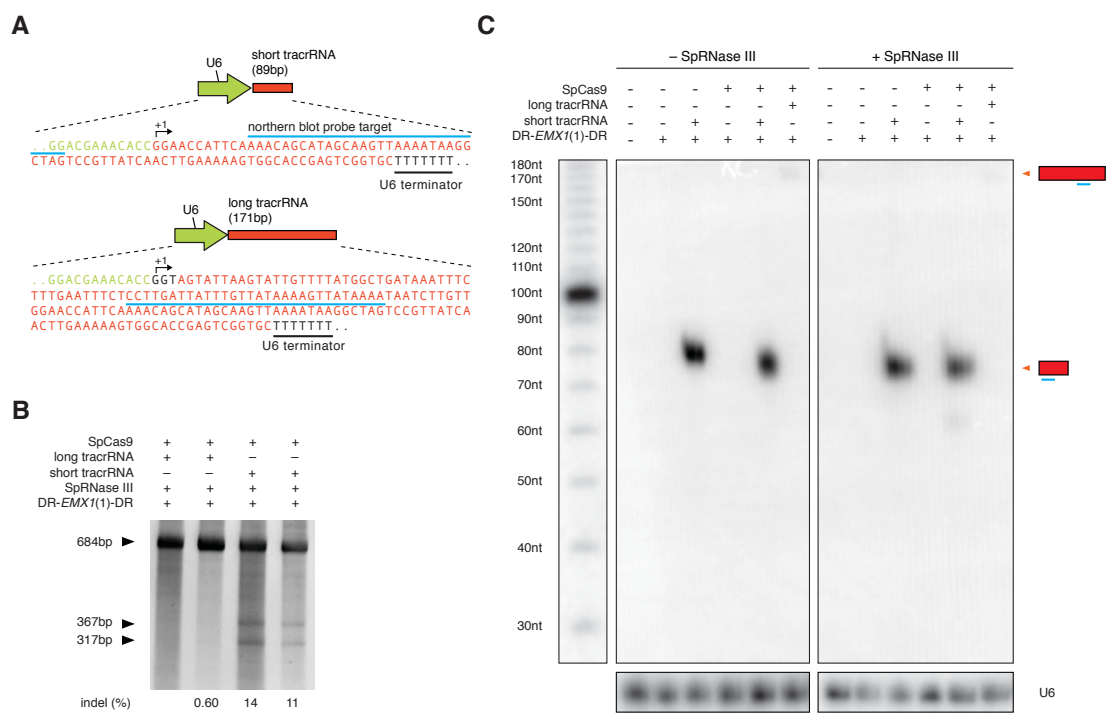 A
U6
short tracrRNA
(89bp)
+1
northern blot probe target
..GGACGAAACACCGGAACCATTCAAAACAGCATAGCAAGTTAAAATAAGG
CTAGTCCGTTATCAACTTGAAAAAGTGGCACCGAGTCGGTGCTTTTTTT..
U6 terminator
U6
long tracrRNA
(171bp)
+1
..GGACGAAACACCGGTAGTATTAAGTATTGTTTTATGGCTGATAAATTTC
TTTGAATTTCTCCTTGATTATTTGTTATAAAAGTTATAAAATAATCTTGTT
GGAACCATTCAAAACAGCATAGCAAGTTAAAATAAGGCTAGTCCGTTATCA
ACTTGAAAAAGTGGCACCGAGTCGGTGCTTTTTTT..
U6 terminator
B
SpCas9 + + + +
long tracrRNA + + – –
short tracrRNA – – + +
SpRNase III + + + +
DR-EMX1(1)-DR + + + +
684bp
367bp
317bp
indel (%) 0.60 14 11
C
– SpRNase III + SpRNase III
SpCas9 - - - + + + - - - + + +
long tracrRNA - - - - - + - - - - - +
short tracrRNA - - + - + - - - + - + -
DR-EMX1(1)-DR - + + + + + - + + + + +
180nt
170nt
150nt
120nt
110nt
100nt
90nt
80nt
70nt
60nt
50nt
40nt
30nt
U6